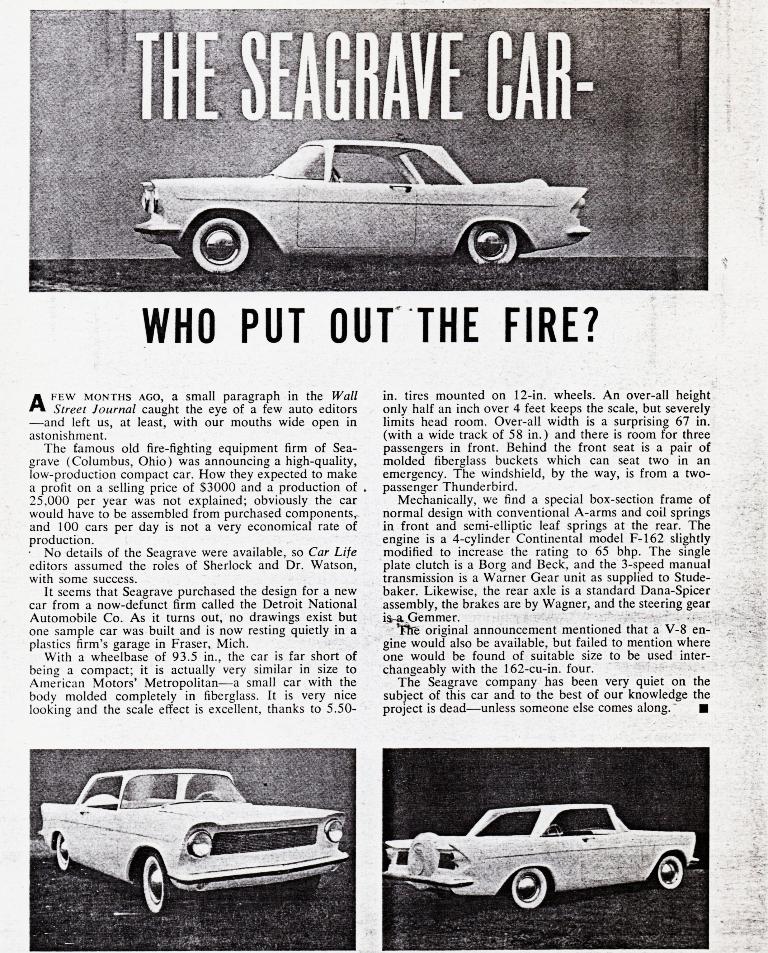 THE SEAGRAVE CAR-
WHO PUT OUT THE FIRE?
A FEW MONTHS AGO, a small paragraph in the Wall
Street Journal caught the eye of a few auto editors
—and left us, at least, with our mouths wide open in
astonishment.
The famous old fire-fighting equipment firm of Sea-
grave (Columbus, Ohio) was announcing a high-quality,
low-production compact car. How they expected to make
a profit on a selling price of $3000 and a production of
25,000 per year was not explained; obviously the car
would have to be assembled from purchased components,
and 100 cars per day is not a very economical rate of
production.
No details of the Seagrave were available, so Car Life
editors assumed the roles of Sherlock and Dr. Watson,
with some success.
It seems that Seagrave purchased the design for a new
car from a now-defunct firm called the Detroit National
Automobile Co. As it turns out, no drawings exist but
one sample car was built and is now resting quietly in a
plastics firm's garage in Fraser, Mich.
With a wheelbase of 93.5 in., the car is far short of
being a compact; it is actually very similar in size to
American Motors' Metropolitan—a small car with the
body molded completely in fiberglass. It is very nice
looking and the scale effect is excellent, thanks to 5.50-
in. tires mounted on 12-in. wheels. An over-all height
only half an inch over 4 feet keeps the scale, but severely
limits head room. Over-all width is a surprising 67 in.
(with a wide track of 58 in.) and there is room for three
passengers in front. Behind the front seat is a pair of
molded fiberglass buckets which can seat two in an
emergency. The windshield, by the way, is from a two-
passenger Thunderbird.
Mechanically, we find a special box-section frame of
normal design with conventional A-arms and coil springs
in front and semi-elliptic leaf springs at the rear. The
engine is a 4-cylinder Continental model F-162 slightly
modified to increase the rating to 65 bhp. The single
plate clutch is a Borg and Beck, and the 3-speed manual
transmission is a Warner Gear unit as supplied to Stude-
baker. Likewise, the rear axle is a standard Dana-Spicer
assembly, the brakes are by Wagner, and the steering gear
is a Gemmer.
The original announcement mentioned that a V-8 en-
gine would also be available, but failed to mention where
one would be found of suitable size to be used inter-
changeably with the 162-cu-in. four.
The Seagrave company has been very quiet on the
subject of this car and to the best of our knowledge the
project is dead—unless someone else comes along. ■